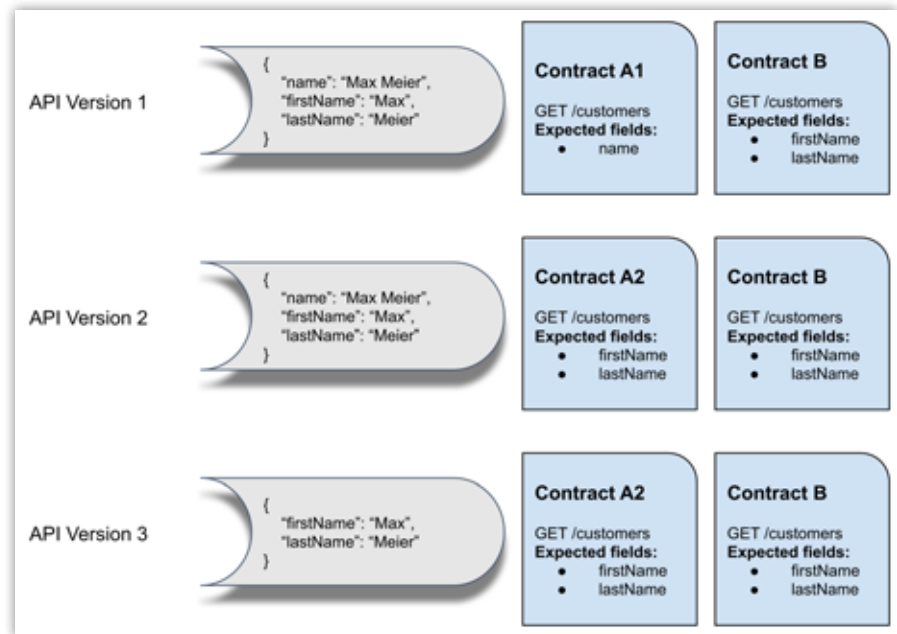 API Version 1
{
“name”: “Max Meier”,
“firstName”: “Max”,
“lastName”: “Meier”
}
Contract A1
GET /customers
Expected fields:
● name
Contract B
GET /customers
Expected fields:
● firstName
● lastName
API Version 2
{
“name”: “Max Meier”,
“firstName”: “Max”,
“lastName”: “Meier”
}
Contract A2
GET /customers
Expected fields:
● firstName
● lastName
Contract B
GET /customers
Expected fields:
● firstName
● lastName
API Version 3
{
“firstName”: “Max”,
“lastName”: “Meier”
}
Contract A2
GET /customers
Expected fields:
● firstName
● lastName
Contract B
GET /customers
Expected fields:
● firstName
● lastName